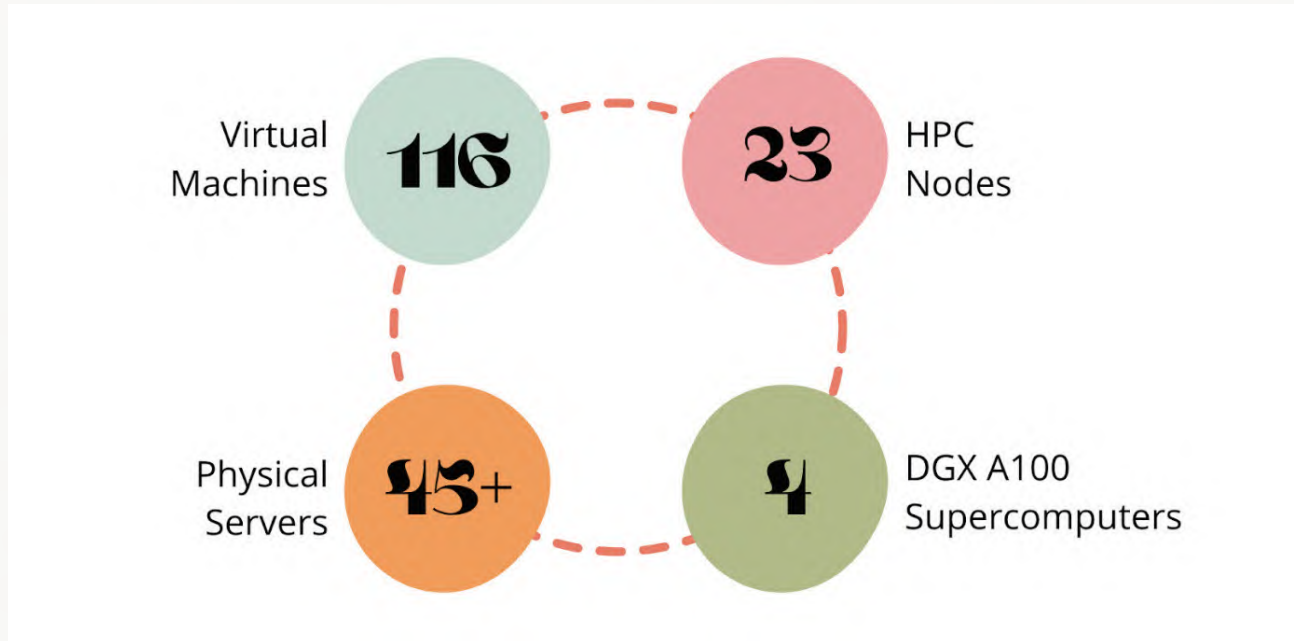 Virtual
Machines
116
23
HPC
Nodes
Physical
Servers
45+
4
DGX A100
Supercomputers